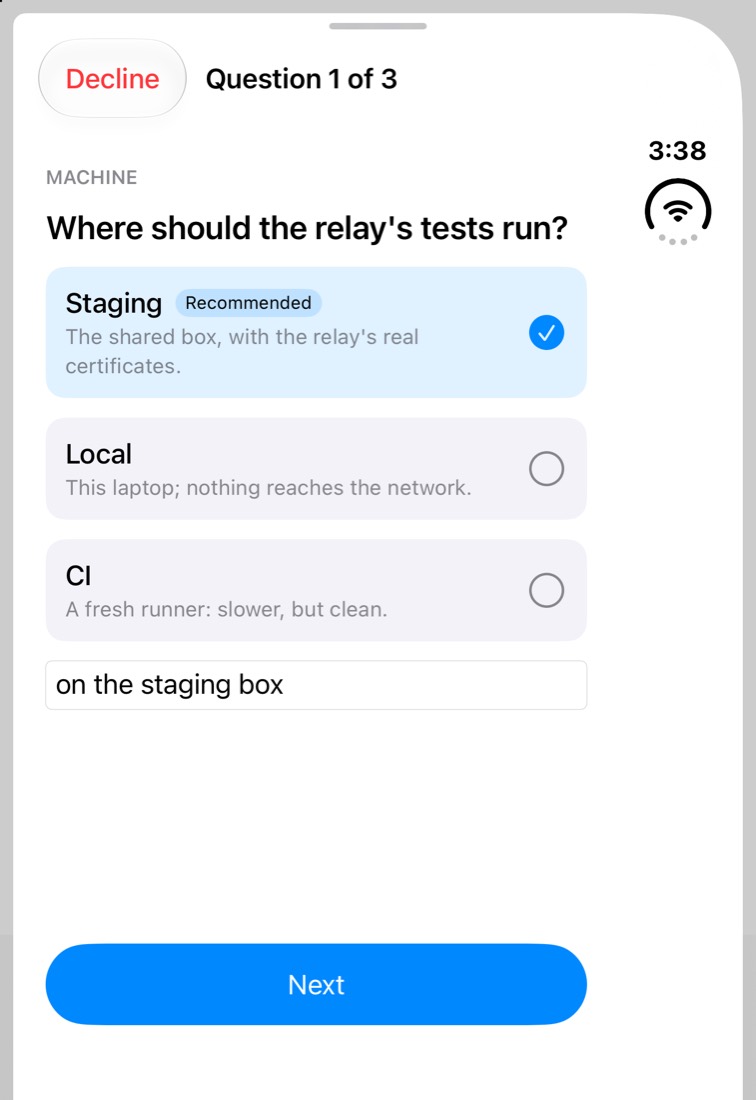 Decline
Question 1 of 3
3:38
MACHINE
Where should the relay's tests run?
Staging
Recommended
The shared box, with the relay's real
certificates.
Local
This laptop; nothing reaches the network.
CI
A fresh runner: slower, but clean.
on the staging box
Next